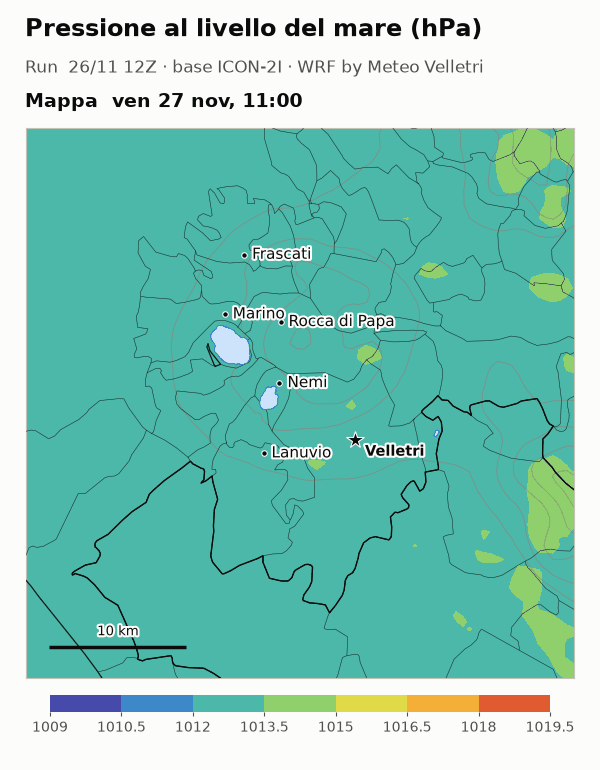 Pressione al livello del mare (hPa)
Run  26/11 12Z · base ICON-2I · WRF by Meteo Velletri
Mappa  ven 27 nov, 11:00
Frascati
Marino
Rocca di Papa
Nemi
Velletri
Lanuvio
10 km
1009 1010.5 1012 1013.5 1015 1016.5 1018 1019.5